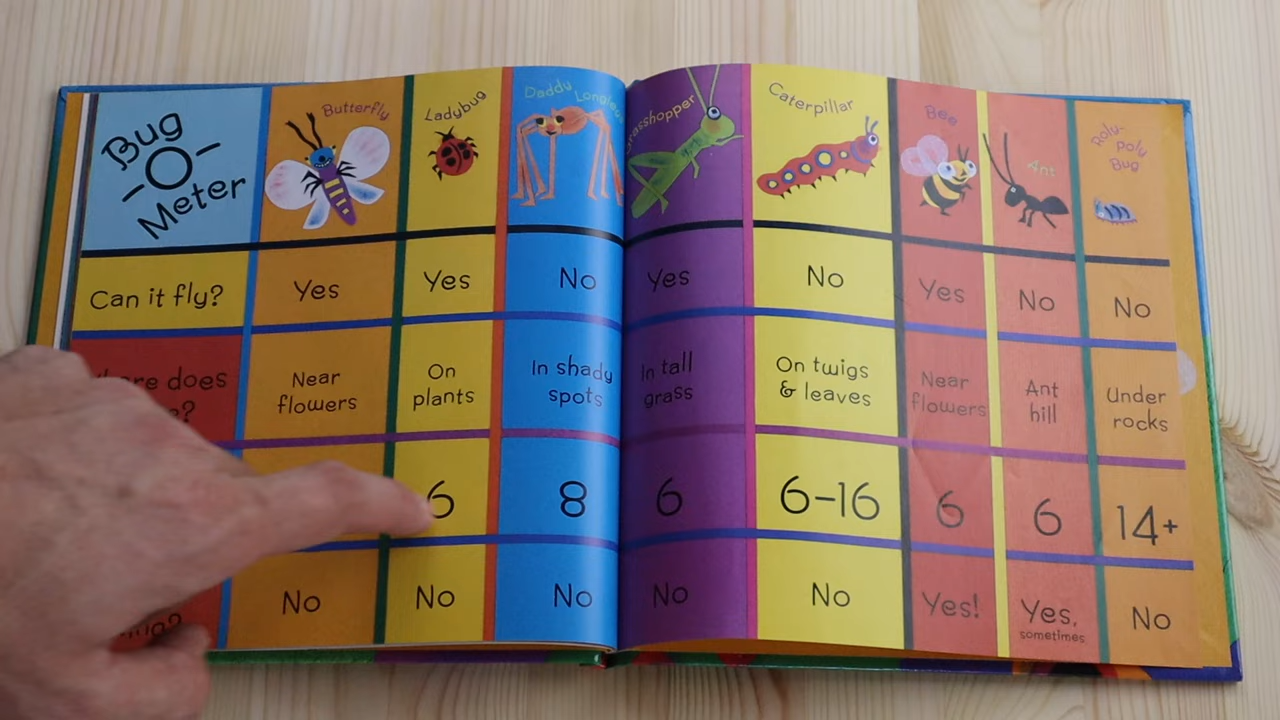 Bug
-O-
Meter
Butterfly
Ladybug
Daddy Longlegs
Grasshopper
Caterpillar
Bee
Ant
Roly-
poly
Bug
Can it fly?
Yes
Yes
No
Yes
No
Yes
No
No
does
Near
flowers
On
plants
In shady
spots
In tall
grass
On twigs
& leaves
Near
flowers
Ant
hill
Under
rocks
6
8
6
6-16
6
6
14+
No
No
No
No
No
Yes!
Yes,
sometimes
No